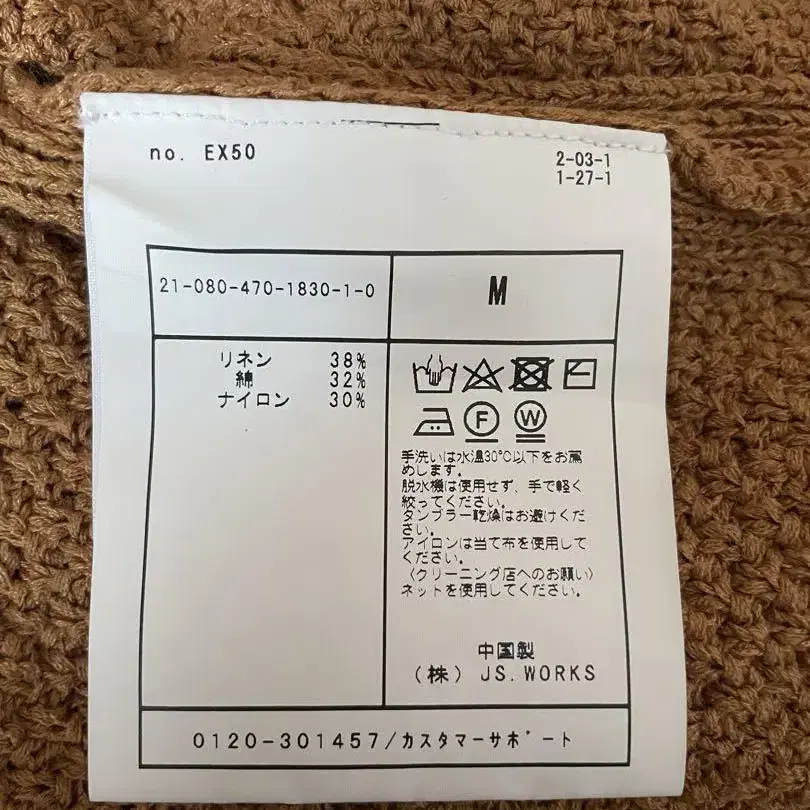 no. EX50
2-03-1
1-27-1
21-080-470-1830-1-0
M
リネン 38%
綿 32%
ナイロン 30%
F
W
手洗いは水温30℃以下をお薦
めします。
脱水機は使用せず、手で軽く
絞ってください。
タンブラー乾燥はお避けくだ
さい。
アイロンは当て布を使用して
ください。
〈クリーニング店へのお願い〉
ネットを使用してください。
中国製
(株) JS.WORKS
0120-301457/カスタマーサポート